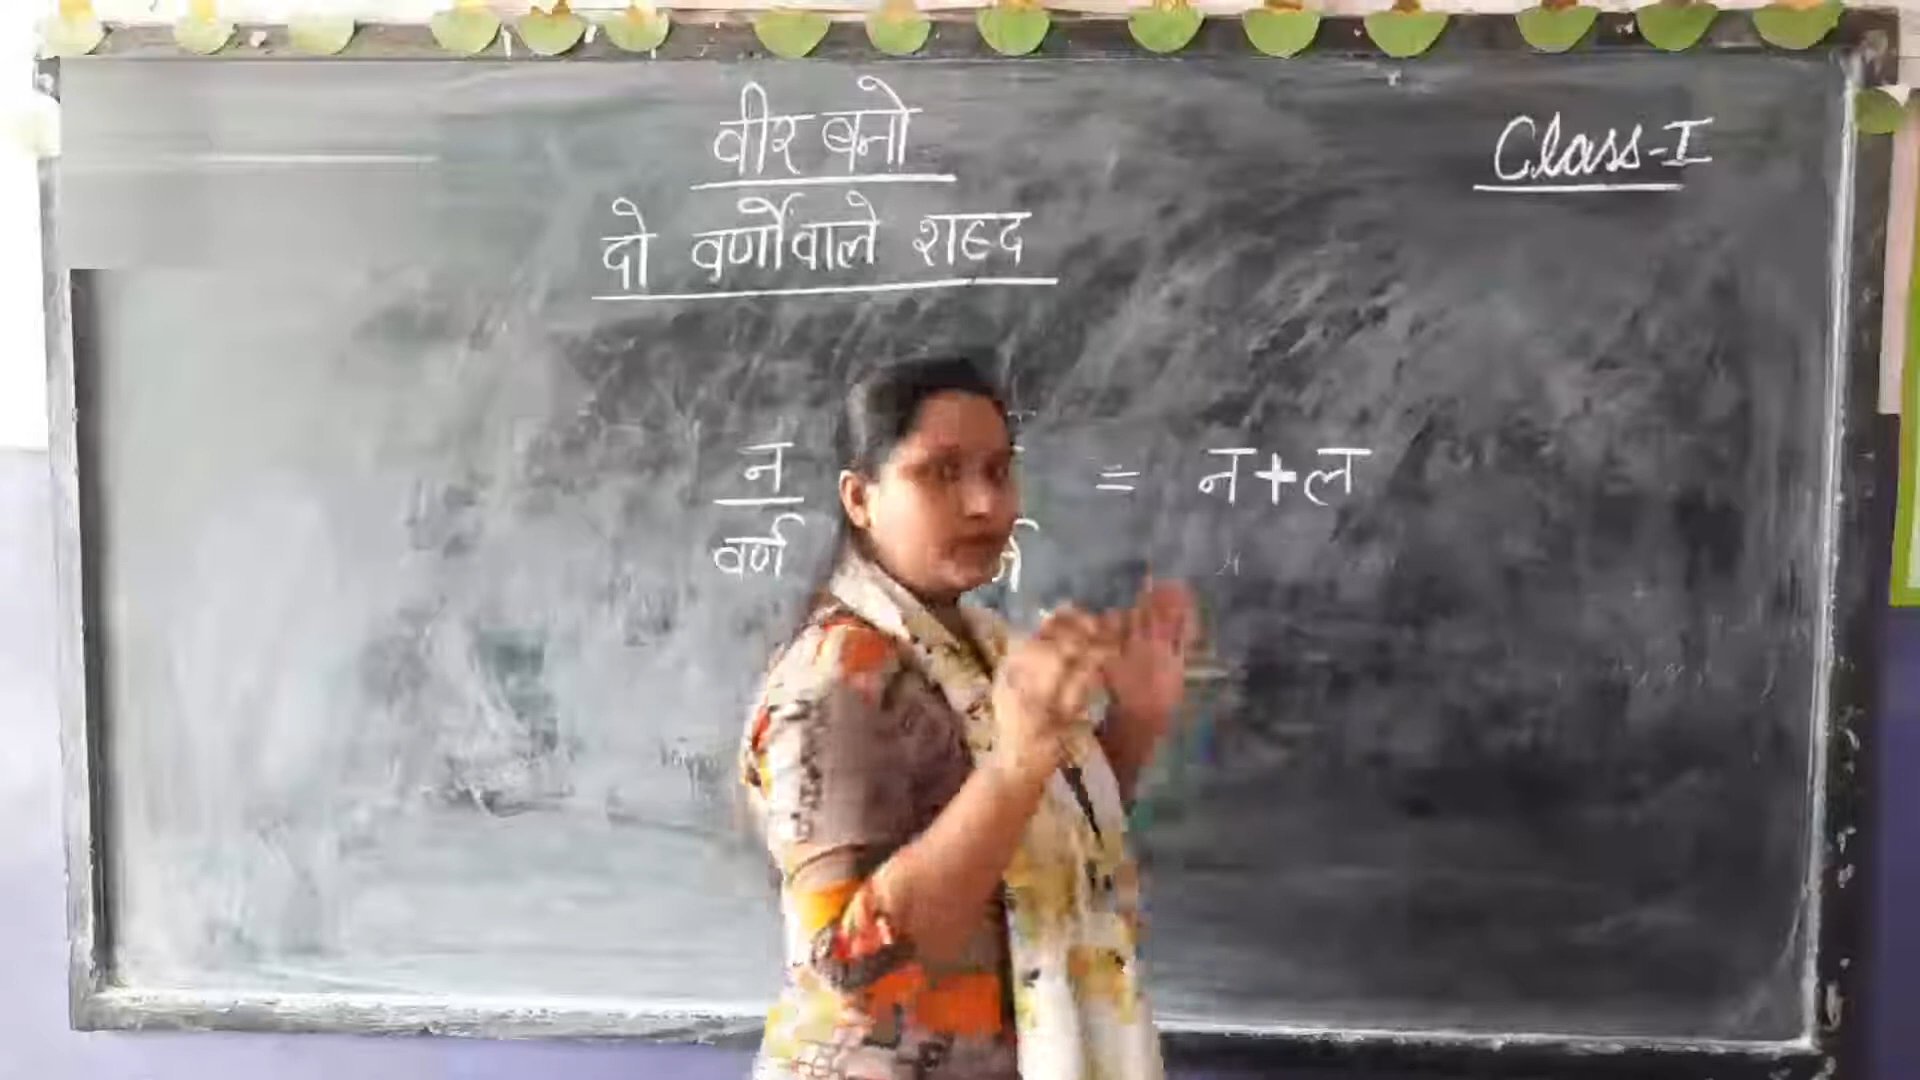 वीर बनो
Class-I
दो वर्णोंवाले शब्द
न = न+ल
वर्ण